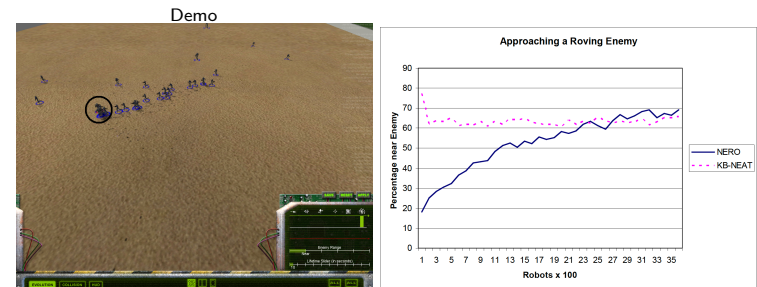 Demo
Enemy Range
EVOLUTION
COLLISION
HUD
Approaching a Roving Enemy
Percentage near Enemy
90
80
70
60
50
40
30
20
10
0
1 3 5 7 9 11 13 15 17 19 21 23 25 27 29 31 33 35
Robots x 100
NERO
KB-NEAT